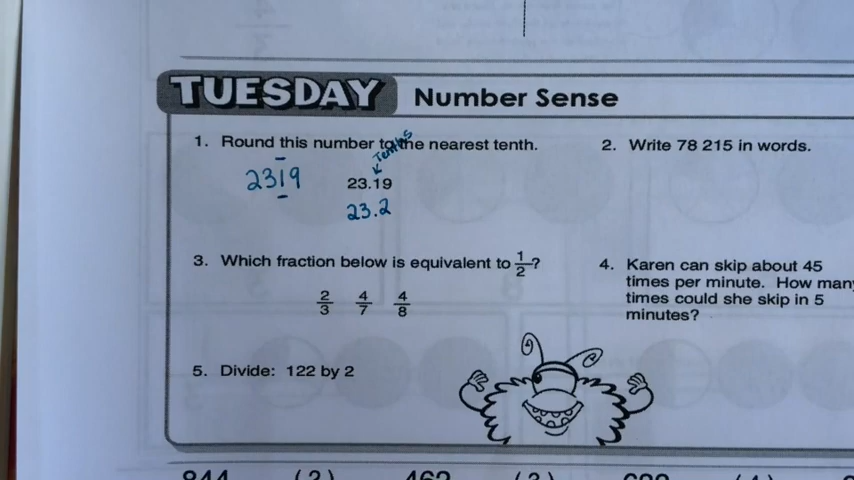 TUESDAY Number Sense
1. Round this number to the nearest tenth.
Tenths
2319 23.19
23.2
2. Write 78 215 in words.
3. Which fraction below is equivalent to 1/2?
2/3 4/7 4/8
4. Karen can skip about 45
times per minute. How many
times could she skip in 5
minutes?
5. Divide: 122 by 2